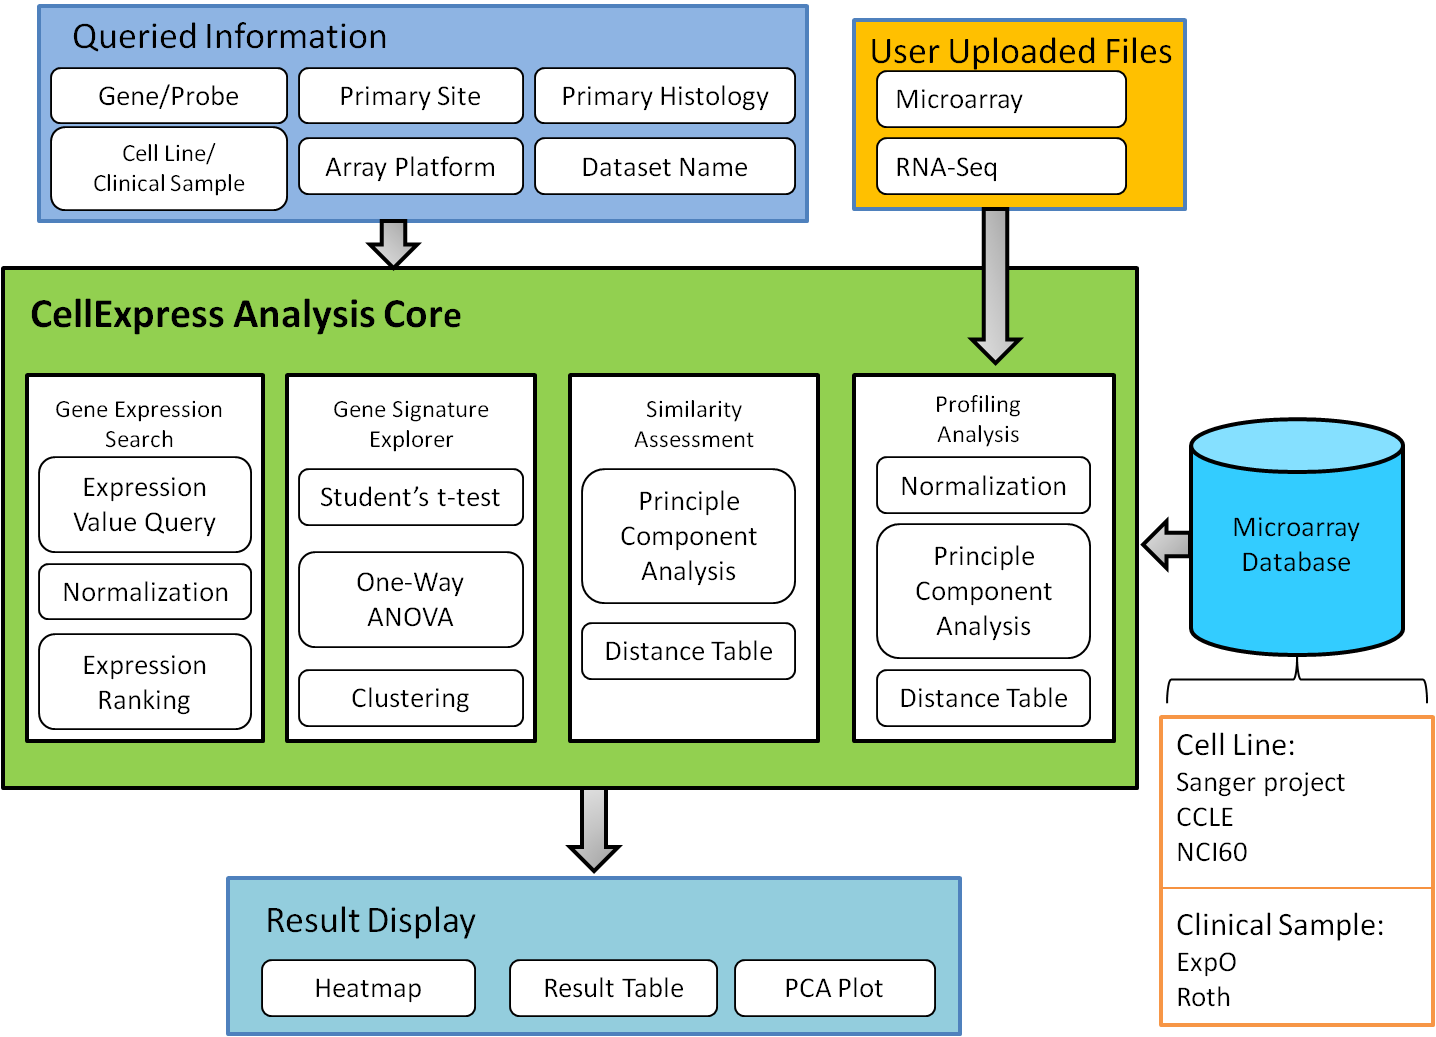 Queried Information
Gene/Probe
Primary Site
Primary Histology
Cell Line/
Clinical Sample
Array Platform
Dataset Name
User Uploaded Files
Microarray
RNA-Seq
CellExpress Analysis Core
Gene Expression
Search
Expression
Value Query
Normalization
Expression
Ranking
Gene Signature
Explorer
Student's t-test
One-Way
ANOVA
Clustering
Similarity
Assessment
Principle
Component
Analysis
Distance Table
Profiling
Analysis
Normalization
Principle
Component
Analysis
Distance Table
Microarray
Database
Cell Line:
Sanger project
CCLE
NCI60
Clinical Sample:
ExpO
Roth
Result Display
Heatmap
Result Table
PCA Plot